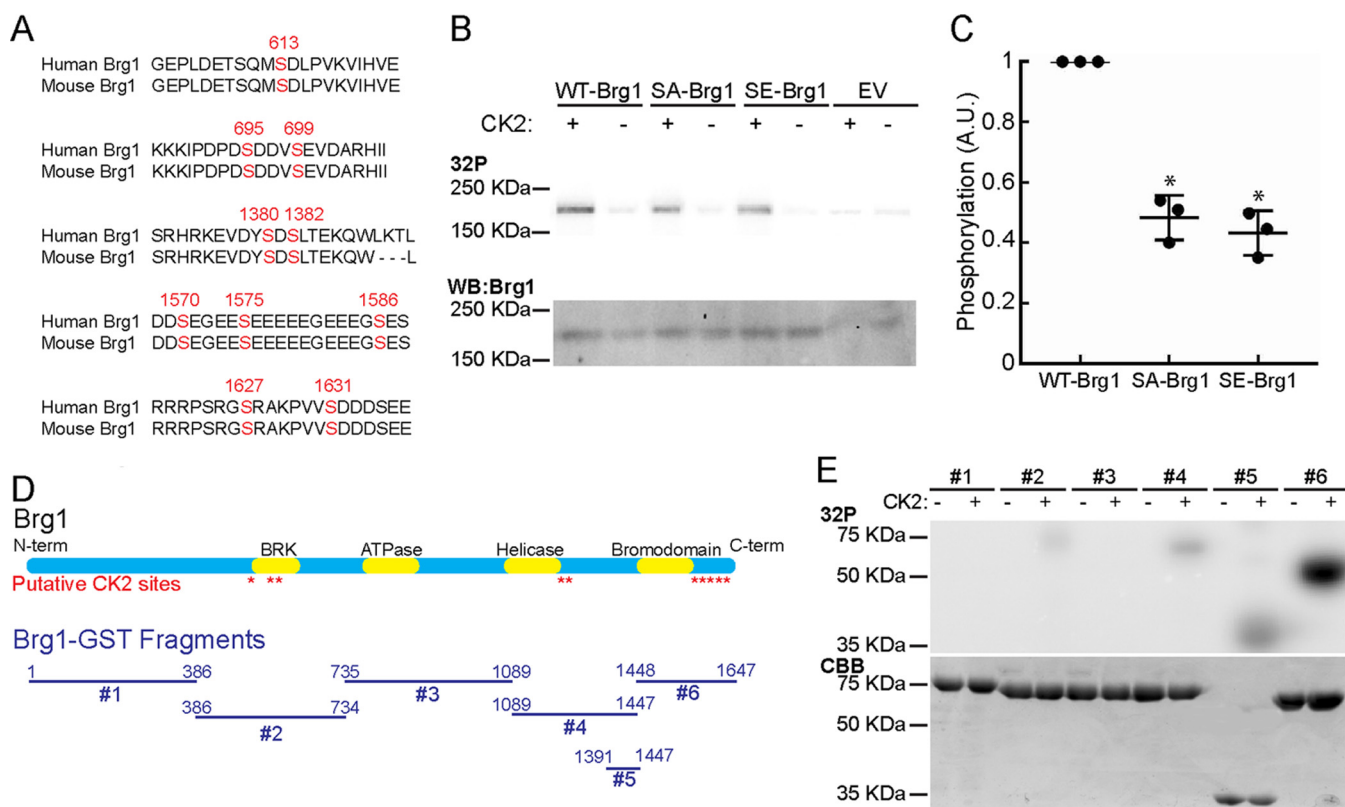 A
613
Human Brg1 GEPLDETSQMSDLPVKVIHVE
Mouse Brg1 GEPLDETSQMSDLPVKVIHVE
695 699
Human Brg1 KKKIPDPDSDDVSEVDARHII
Mouse Brg1 KKKIPDPDSDDVSEVDARHII
1380 1382
Human Brg1 SRHRKEVDYSDSLTEKQWLKTL
Mouse Brg1 SRHRKEVDYSDSLTEKQW---L
1570 1575 1586
Human Brg1 DDSEGEESEEEEEGEEEGSES
Mouse Brg1 DDSEGEESEEEEEGEEEGSES
1627 1631
Human Brg1 RRRPSRGSRAKPVVSDDDSEE
Mouse Brg1 RRRPSRGSRAKPVVSDDDSEE
B
WT-Brg1 SA-Brg1 SE-Brg1 EV
CK2: + - + - + - + -
32P
250 KDa
150 KDa
WB:Brg1
250 KDa
150 KDa
C
Phosphorylation (A.U.)
1
0.8
0.6
0.4
0.2
0
* *
WT-Brg1 SA-Brg1 SE-Brg1
D
Brg1
N-term BRK ATPase Helicase Bromodomain C-term
Putative CK2 sites * ** ** *****
Brg1-GST Fragments
1 386 735 1089 1448 1647
#1 #3 #6
386 734 1089 1447
#2 #4
1391 1447
#5
E
#1 #2 #3 #4 #5 #6
CK2: - + - + - + - + - + - +
32P
75 KDa
50 KDa
35 KDa
CBB
75 KDa
50 KDa
35 KDa